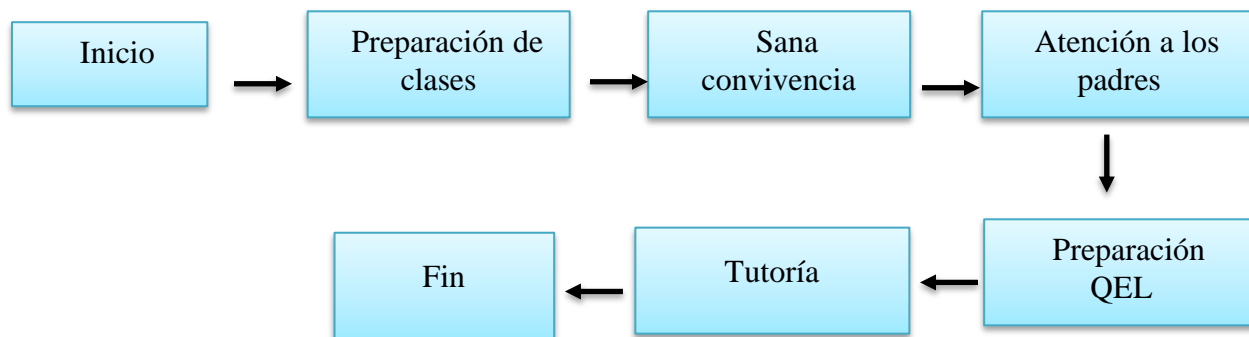 Inicio
Preparación de
clases
Sana
convivencia
Atención a los
padres
Preparación
QEL
Tutoría
Fin